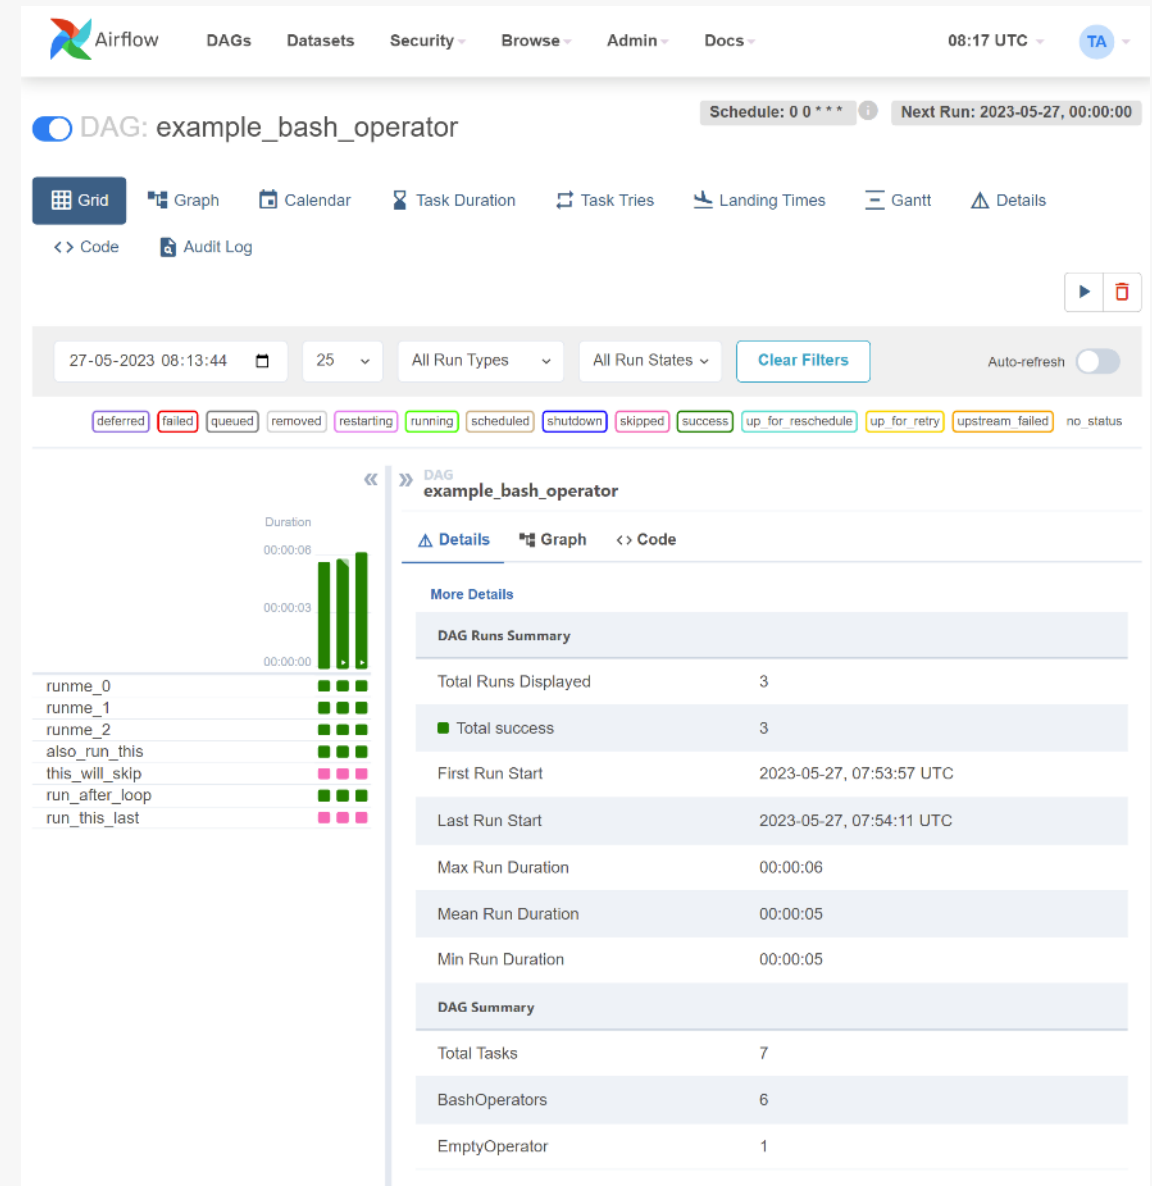 Airflow DAGs Datasets Security Browse Admin Docs 08:17 UTC TA
DAG: example_bash_operator
Schedule: 0 0 * * * i Next Run: 2023-05-27, 00:00:00
Grid Graph Calendar Task Duration Task Tries Landing Times Gantt Details
Code Audit Log
27-05-2023 08:13:44 25 All Run Types All Run States Clear Filters Auto-refresh
deferred failed queued removed restarting running scheduled shutdown skipped success up_for_reschedule up_for_retry upstream_failed no_status
Duration
00:00:06
00:00:03
00:00:00
runme_0
runme_1
runme_2
also_run_this
this_will_skip
run_after_loop
run_this_last
DAG
example_bash_operator
Details Graph Code
More Details
DAG Runs Summary
Total Runs Displayed 3
Total success 3
First Run Start 2023-05-27, 07:53:57 UTC
Last Run Start 2023-05-27, 07:54:11 UTC
Max Run Duration 00:00:06
Mean Run Duration 00:00:05
Min Run Duration 00:00:05
DAG Summary
Total Tasks 7
BashOperators 6
EmptyOperator 1